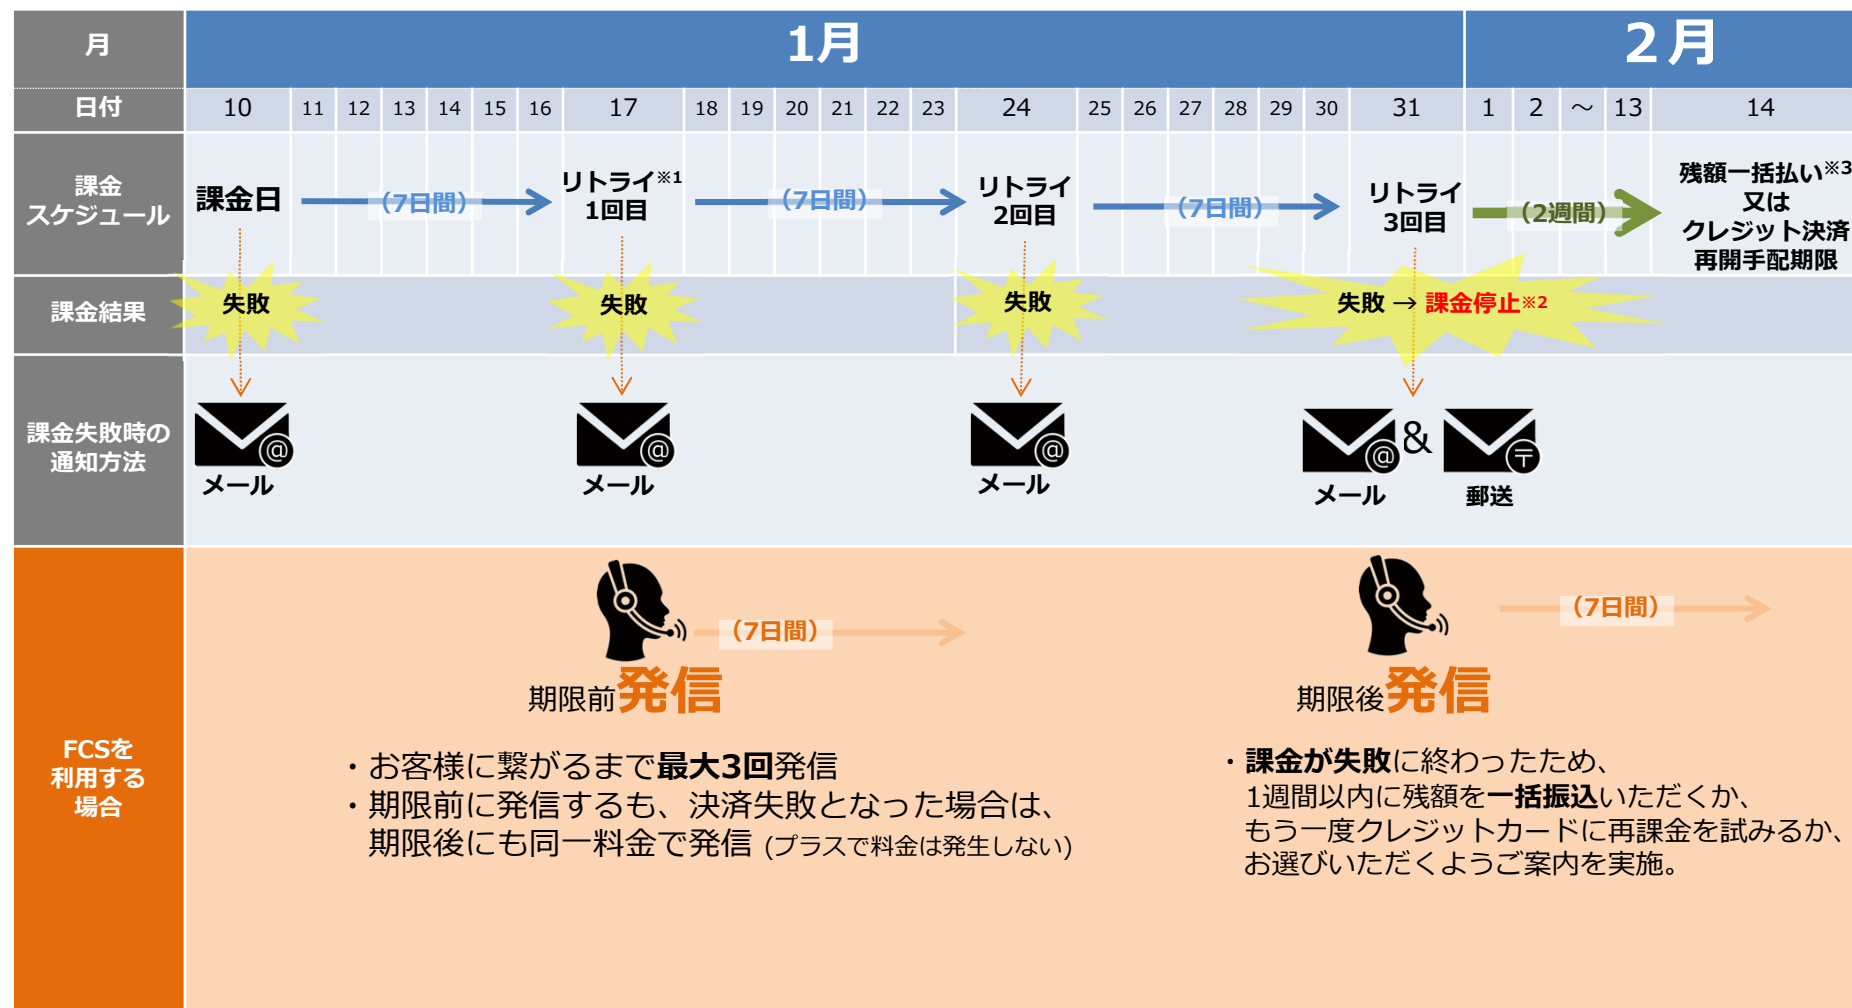 月
1月
２月
日付
10 11 12 13 14 15 16 17 18 19 20 21 22 23 24 25 26 27 28 29 30 31 1 2 ～ 13 14
課金
スケジュール
課金日
（7日間）
リトライ※1
1回目
（7日間）
リトライ
2回目
（7日間）
リトライ
3回目
（2週間）
残額一括払い※3
又は
クレジット決済
再開手配期限
課金結果
失敗
失敗
失敗
失敗 → 課金停止※2
課金失敗時の
通知方法
@
メール
@
メール
@
メール
@
メール
&
〒
郵送
FCSを
利用する
場合
（7日間）
期限前発信
・お客様に繋がるまで最大3回発信
・期限前に発信するも、決済失敗となった場合は、
期限後にも同一料金で発信 (プラスで料金は発生しない)
（7日間）
期限後発信
・課金が失敗に終わったため、
1週間以内に残額を一括振込いただくか、
もう一度クレジットカードに再課金を試みるか、
お選びいただくようご案内を実施。